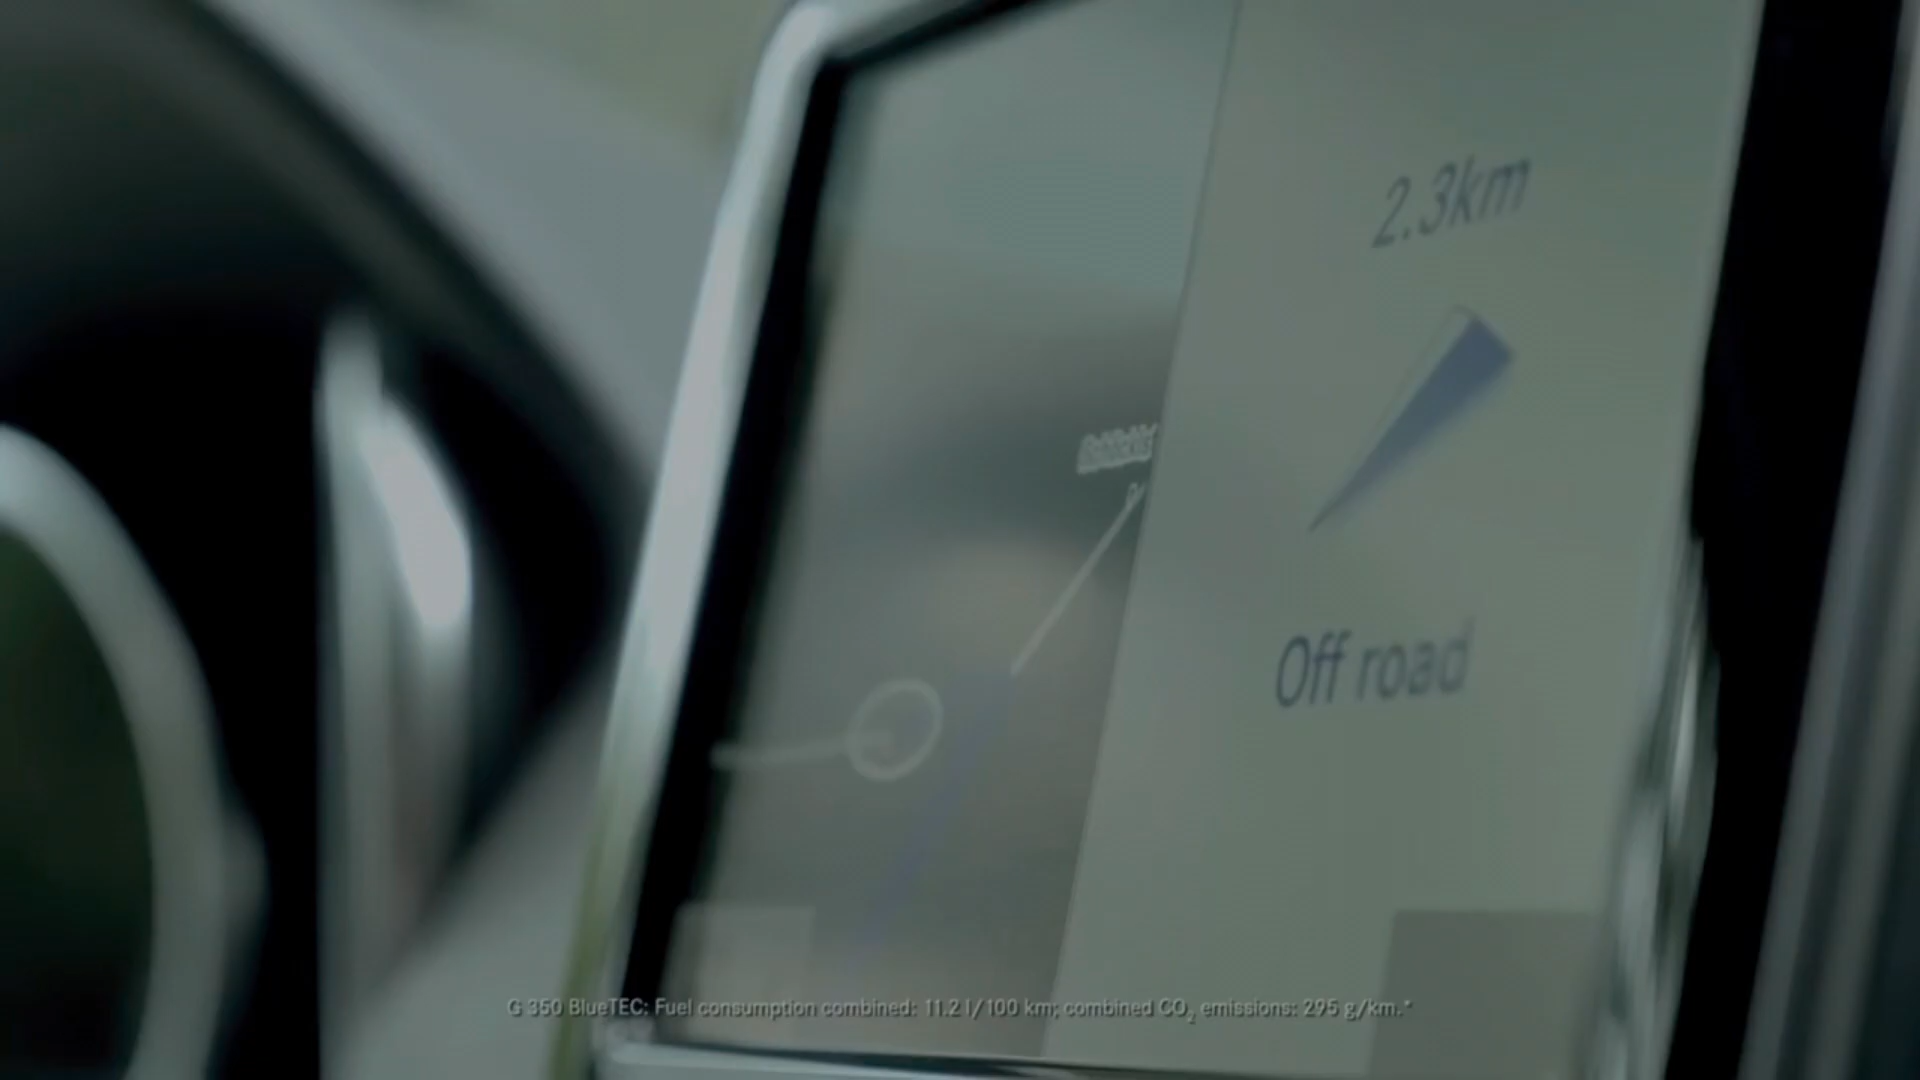 2.3km
Off road
G 350 BlueTEC: Fuel consumption combined: 11.2 l/100 km; combined CO₂ emissions: 295 g/km.*